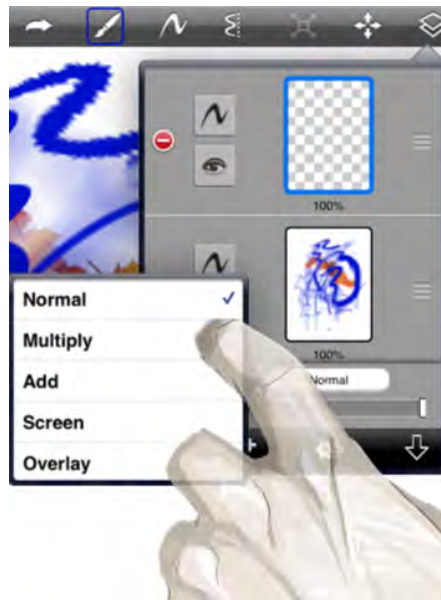 100%
100%
Normal
Multiply
Add
Screen
Overlay
Normal